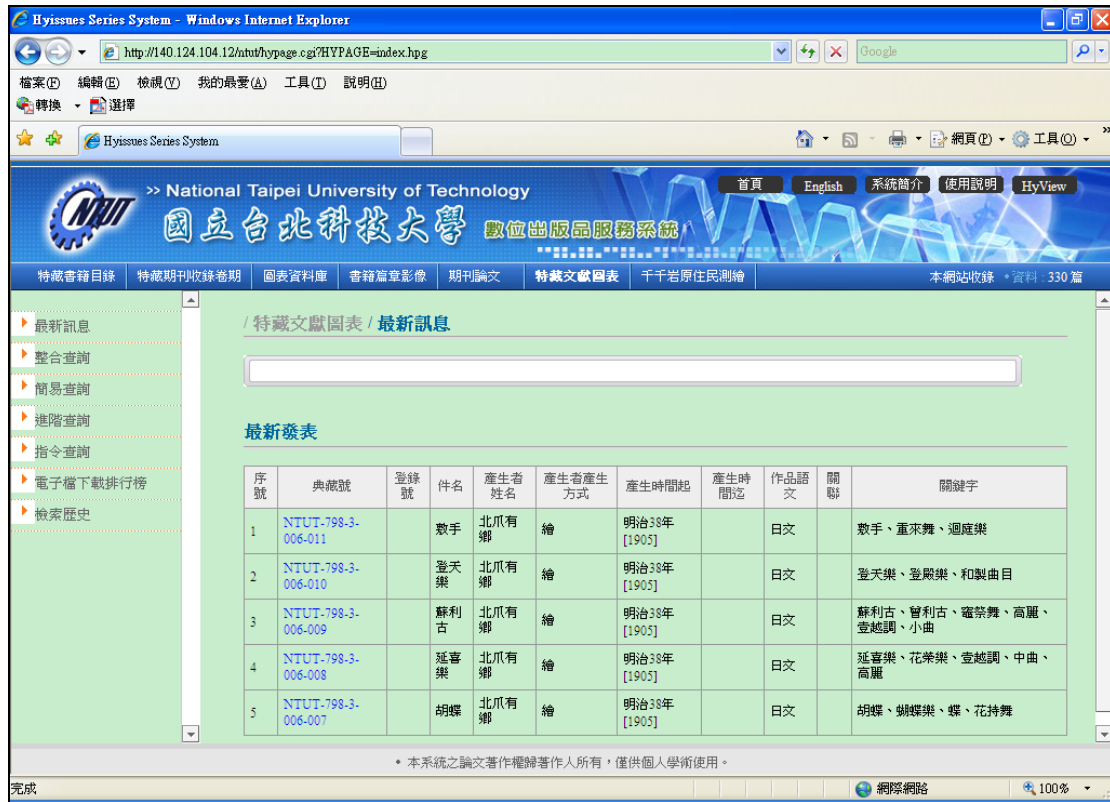 Hyissues Series System - Windows Internet Explorer
http://140.124.104.12/ntut/hypage.cgi?HYPAGE=index.hpg
Google
檔案(F) 編輯(E) 檢視(V) 我的最愛(A) 工具(T) 說明(H)
轉換 選擇
Hyissues Series System
網頁(P) 工具(O) »
NTUT
>> National Taipei University of Technology
國立台北科技大學 數位出版品服務系統
首頁 English 系統簡介 使用說明 HyView
特藏書籍目錄 特藏期刊收錄卷期 圖表資料庫 書籍篇章影像 期刊論文 特藏文獻圖表 千千岩原住民測繪 本網站收錄 •資料:330 篇
最新訊息
整合查詢
簡易查詢
進階查詢
指令查詢
電子檔下載排行榜
檢索歷史
/ 特藏文獻圖表 / 最新訊息
最新發表
序號 典藏號 登錄號 件名 產生者姓名 產生者產生方式 產生時間起 產生時間迄 作品語文 關聯 關鍵字
1 NTUT-798-3-006-011 敷手 北爪有鄉 繪 明治38年[1905] 日文 敷手、重來舞、迴庭樂
2 NTUT-798-3-006-010 登天樂 北爪有鄉 繪 明治38年[1905] 日文 登天樂、登殿樂、和製曲目
3 NTUT-798-3-006-009 蘇利古 北爪有鄉 繪 明治38年[1905] 日文 蘇利古、曾利古、竈祭舞、高麗、壹越調、小曲
4 NTUT-798-3-006-008 延喜樂 北爪有鄉 繪 明治38年[1905] 日文 延喜樂、花榮樂、壹越調、中曲、高麗
5 NTUT-798-3-006-007 胡蝶 北爪有鄉 繪 明治38年[1905] 日文 胡蝶、蝴蝶樂、蝶、花持舞
• 本系統之論文著作權歸著作人所有，僅供個人學術使用。
完成 網際網路 100%